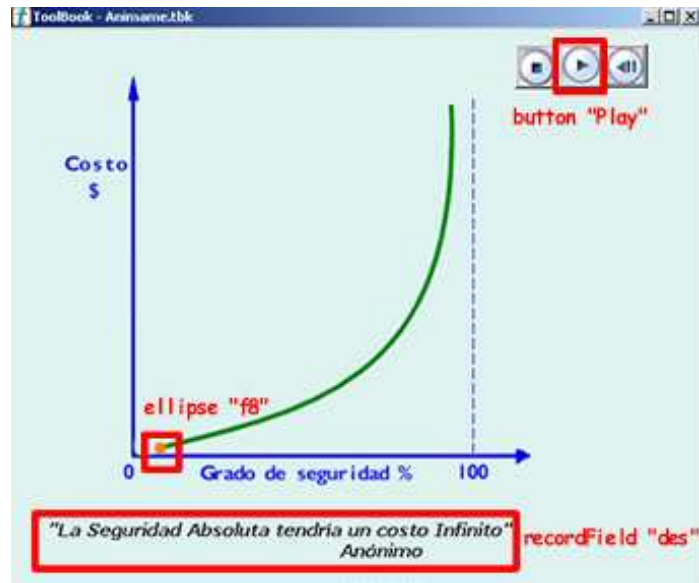 ToolBook - Animame.tbk
button "Play"
Costo
$
ellipse "f8"
0
Grado de seguridad %
100
"La Seguridad Absoluta tendría un costo Infinito"
Anónimo
recordField "des"